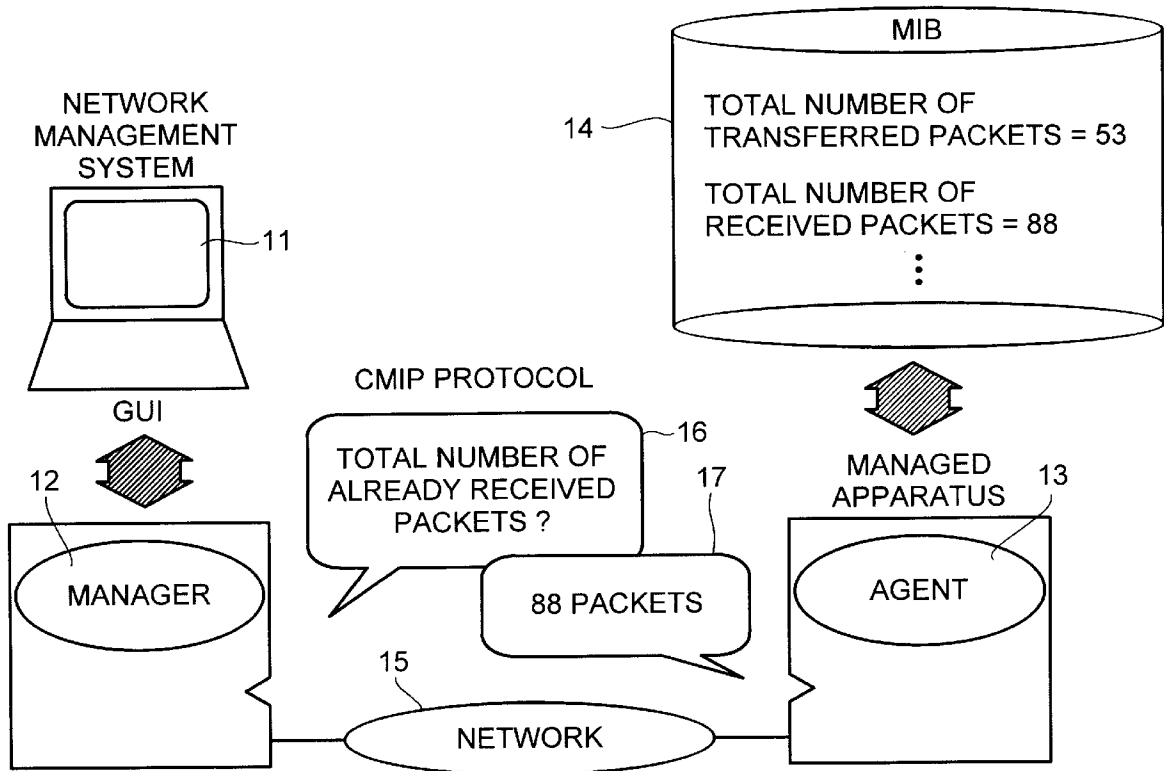 MIB
TOTAL NUMBER OF
TRANSFERRED PACKETS = 53
TOTAL NUMBER OF
RECEIVED PACKETS = 88
14
NETWORK
MANAGEMENT
SYSTEM
11
GUI
CMIP PROTOCOL
16
TOTAL NUMBER OF
ALREADY RECEIVED
PACKETS ?
17
88 PACKETS
12
MANAGER
MANAGED
APPARATUS
13
AGENT
15
NETWORK